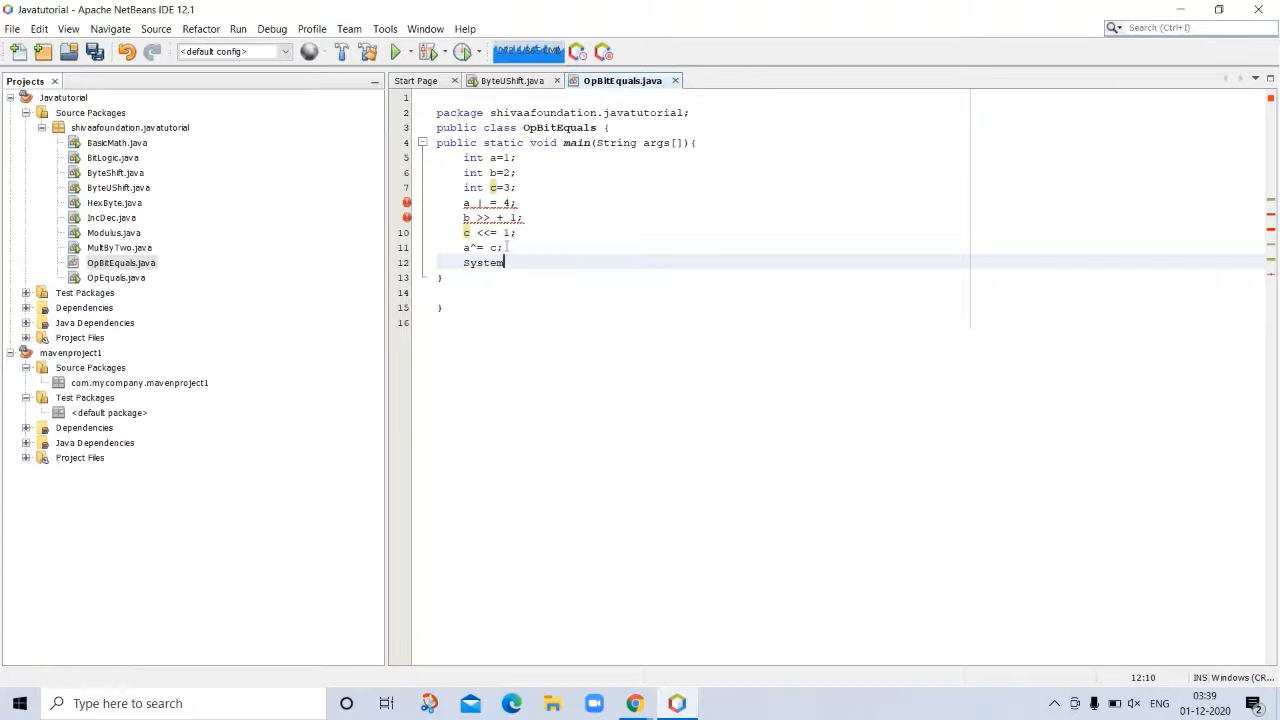 Javatutorial - Apache NetBeans IDE 12.1
File Edit View Navigate Source Refactor Run Debug Profile Team Tools Window Help
Search (Ctrl+I)
<default config>
Projects
Start Page ByteUShift.java OpBitEquals.java
Javatutorial
Source Packages
shivaafoundation.javatutorial
BasicMath.java
BitLogic.java
ByteShift.java
ByteUShift.java
HexByte.java
IncDec.java
Modulus.java
MultByTwo.java
OpBitEquals.java
OpEquals.java
Test Packages
Dependencies
Java Dependencies
Project Files
mavenproject1
Source Packages
com.mycompany.mavenproject1
Test Packages
<default package>
Dependencies
Java Dependencies
Project Files
1
2 package shivaafoundation.javatutorial;
3 public class OpBitEquals {
4 public static void main(String args[]){
5 int a=1;
6 int b=2;
7 int c=3;
a | = 4;
b >> + 1;
10 c <<= 1;
11 a^= c;
12 System
13 }
14
15 }
16
12:10 INS Windows (CR...
Type here to search
ENG
03:39
01-12-2020
2